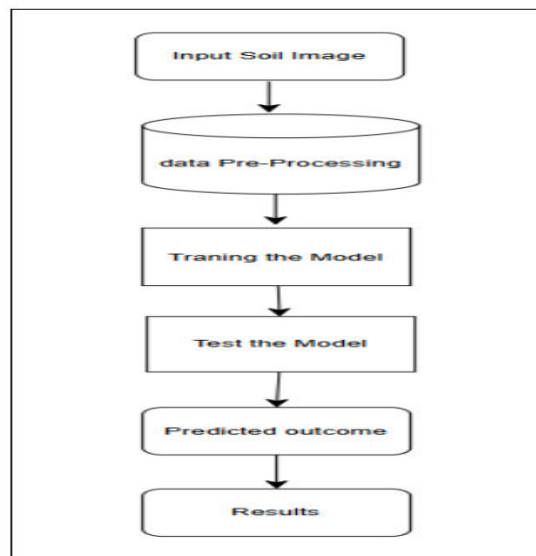 Input Soil Image
data Pre-Processing
Traning the Model
Test the Model
Predicted outcome
Results